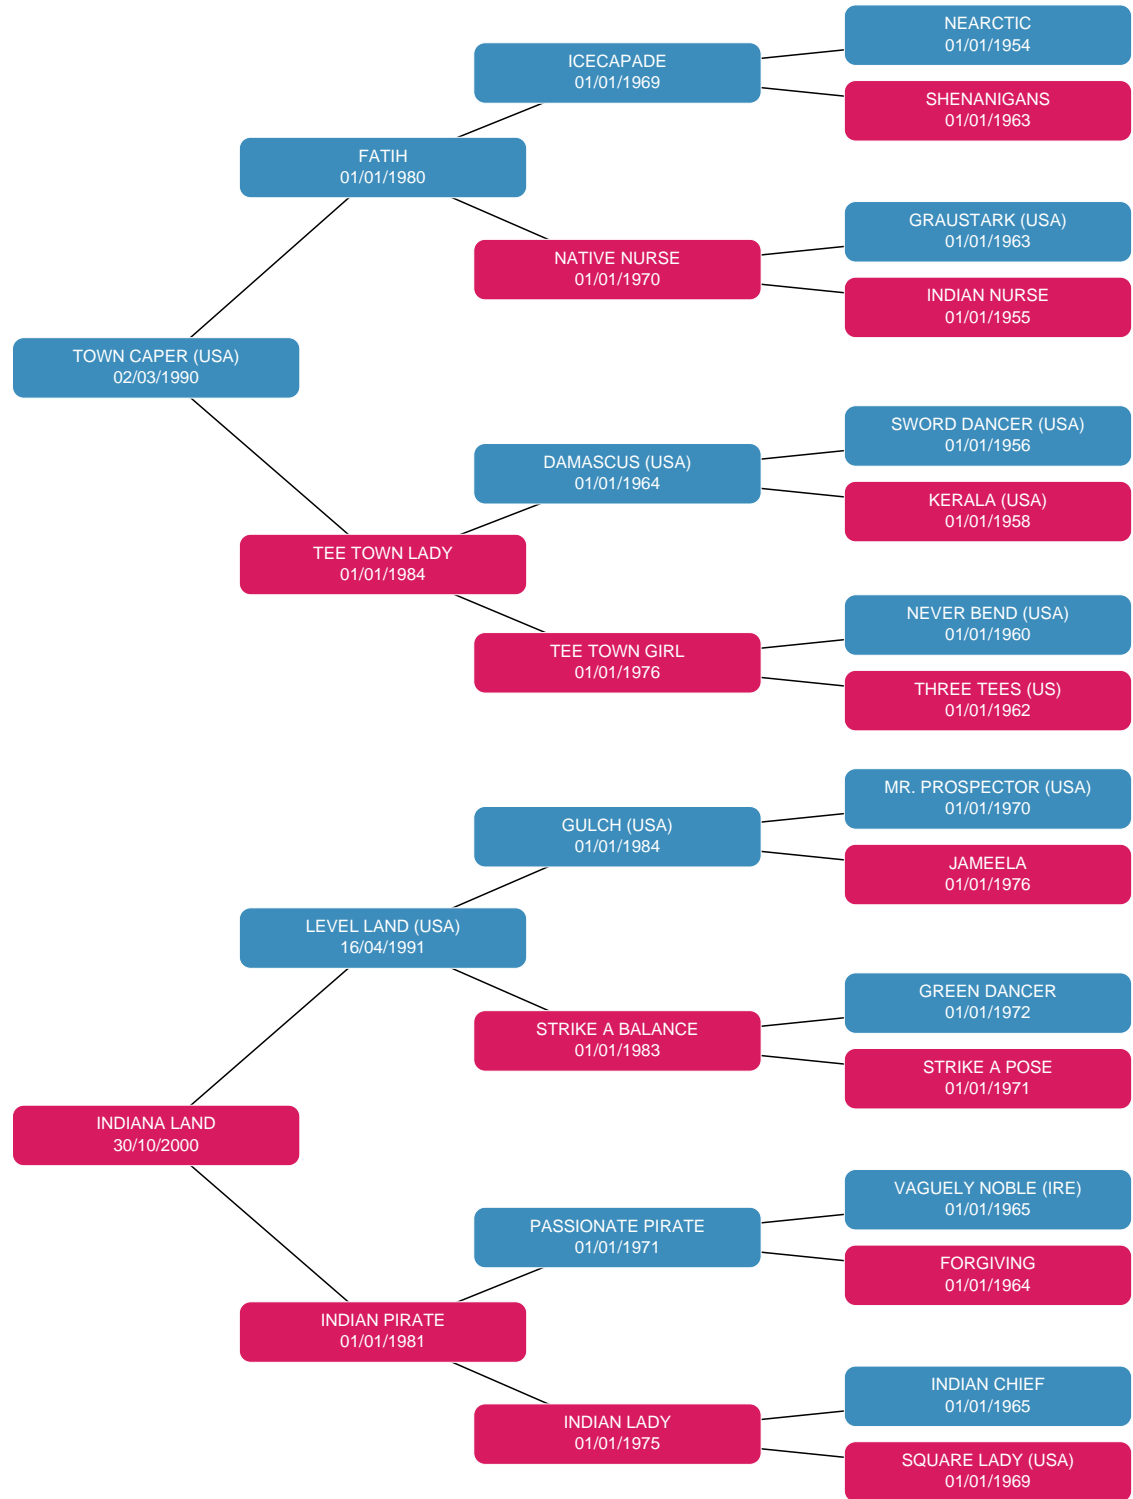 NEARCTIC
01/01/1954
ICECAPADE
01/01/1969
SHENANIGANS
01/01/1963
FATIH
01/01/1980
GRAUSTARK (USA)
01/01/1963
NATIVE NURSE
01/01/1970
INDIAN NURSE
01/01/1955
TOWN CAPER (USA)
02/03/1990
SWORD DANCER (USA)
01/01/1956
DAMASCUS (USA)
01/01/1964
KERALA (USA)
01/01/1958
TEE TOWN LADY
01/01/1984
NEVER BEND (USA)
01/01/1960
TEE TOWN GIRL
01/01/1976
THREE TEES (US)
01/01/1962
MR. PROSPECTOR (USA)
01/01/1970
GULCH (USA)
01/01/1984
JAMEELA
01/01/1976
LEVEL LAND (USA)
16/04/1991
GREEN DANCER
01/01/1972
STRIKE A BALANCE
01/01/1983
STRIKE A POSE
01/01/1971
INDIANA LAND
30/10/2000
VAGUELY NOBLE (IRE)
01/01/1965
PASSIONATE PIRATE
01/01/1971
FORGIVING
01/01/1964
INDIAN PIRATE
01/01/1981
INDIAN CHIEF
01/01/1965
INDIAN LADY
01/01/1975
SQUARE LADY (USA)
01/01/1969